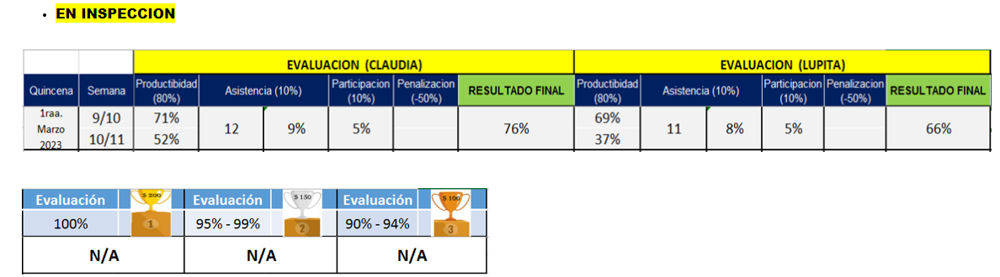 EN INSPECCION
EVALUACION (CLAUDIA) EVALUACION (LUPITA)
Quincena Semana Productibidad (80%) Asistencia (10%) Participacion (10%) Penalizacion (-50%) RESULTADO FINAL Productibidad (80%) Asistencia (10%) Participacion (10%) Penalizacion (-50%) RESULTADO FINAL
1raa. Marzo 2023 9/10 71% 12 9% 5% 76% 69% 11 8% 5% 66%
10/11 52% 37%
Evaluación $ 200 Evaluación $ 150 Evaluación $ 100
100% 1 95% - 99% 2 90% - 94% 3
N/A N/A N/A